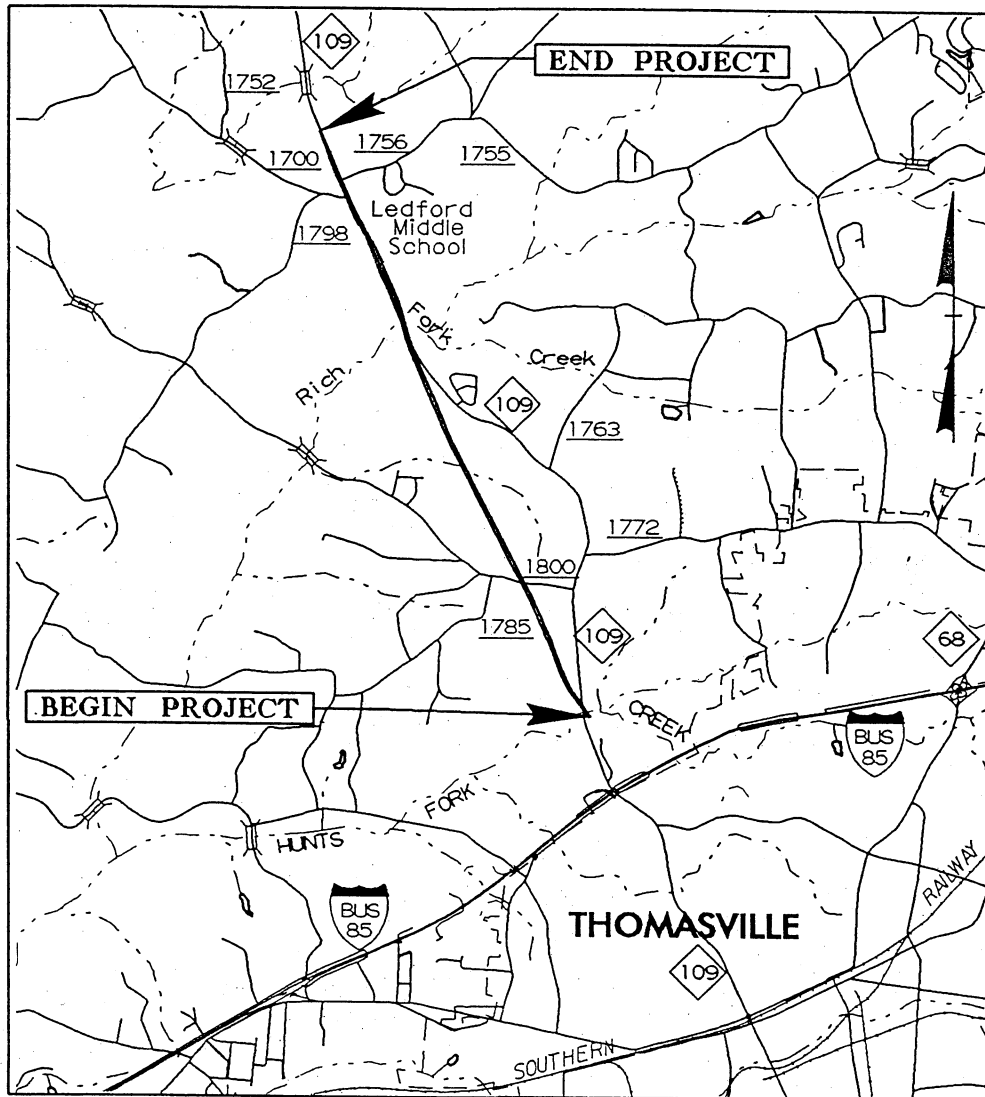 109
END PROJECT
1752
1756
1755
1700
Ledford
Middle
School
1798
Fork
Creek
Rich
109
1763
1772
1800
1785
109
68
BEGIN PROJECT
CREEK
BUS
85
FORK
HUNTS
BUS
85
THOMASVILLE
RAILWAY
109
SOUTHERN